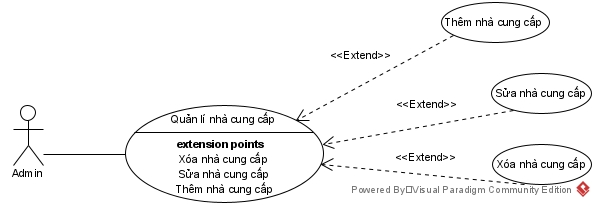 Thêm nhà cung cấp
<<Extend>>
Sửa nhà cung cấp
<<Extend>>
Quản lí nhà cung cấp
extension points
Xóa nhà cung cấp
Sửa nhà cung cấp
Thêm nhà cung cấp
Admin
<<Extend>>
Xóa nhà cung cấp
Powered By Visual Paradigm Community Edition